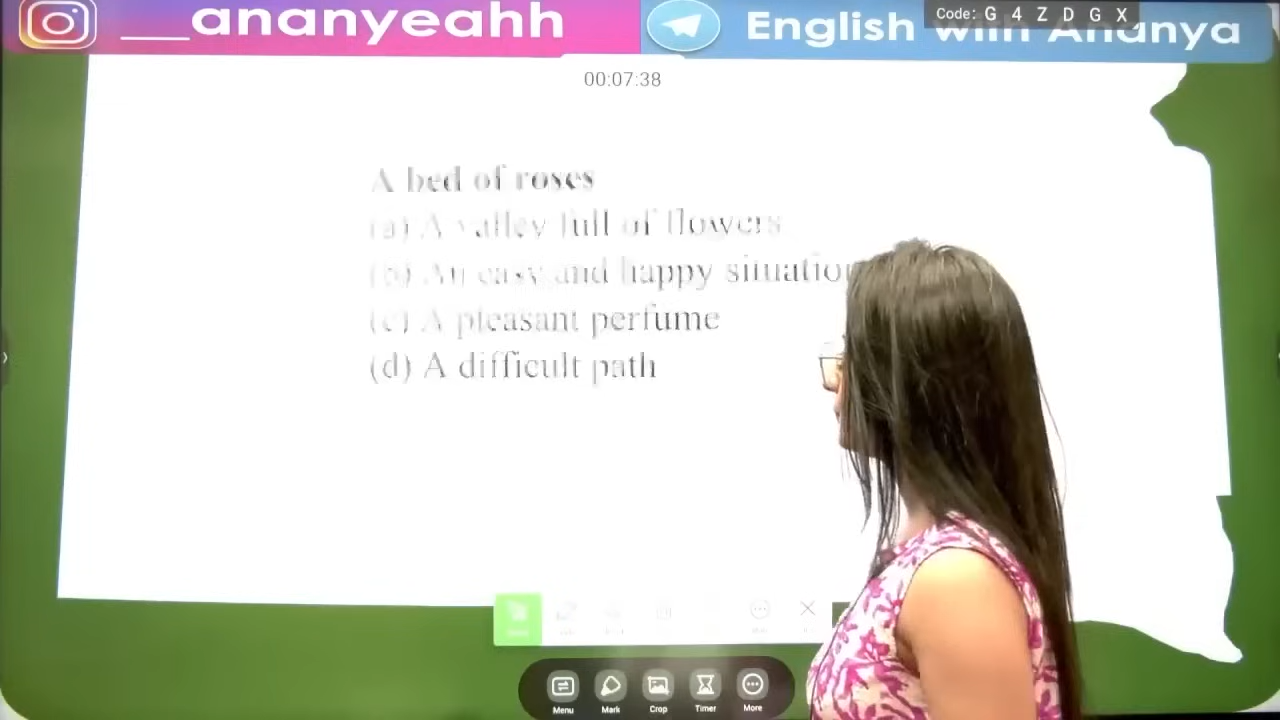 ___ananyeahh
English with Ananya
Code: G 4 Z D G X
00:07:38
A bed of roses
(a) A valley full of flowers
(b) An easy and happy situation
(c) A pleasant perfume
(d) A difficult path
Menu
Mark
Crop
Timer
More